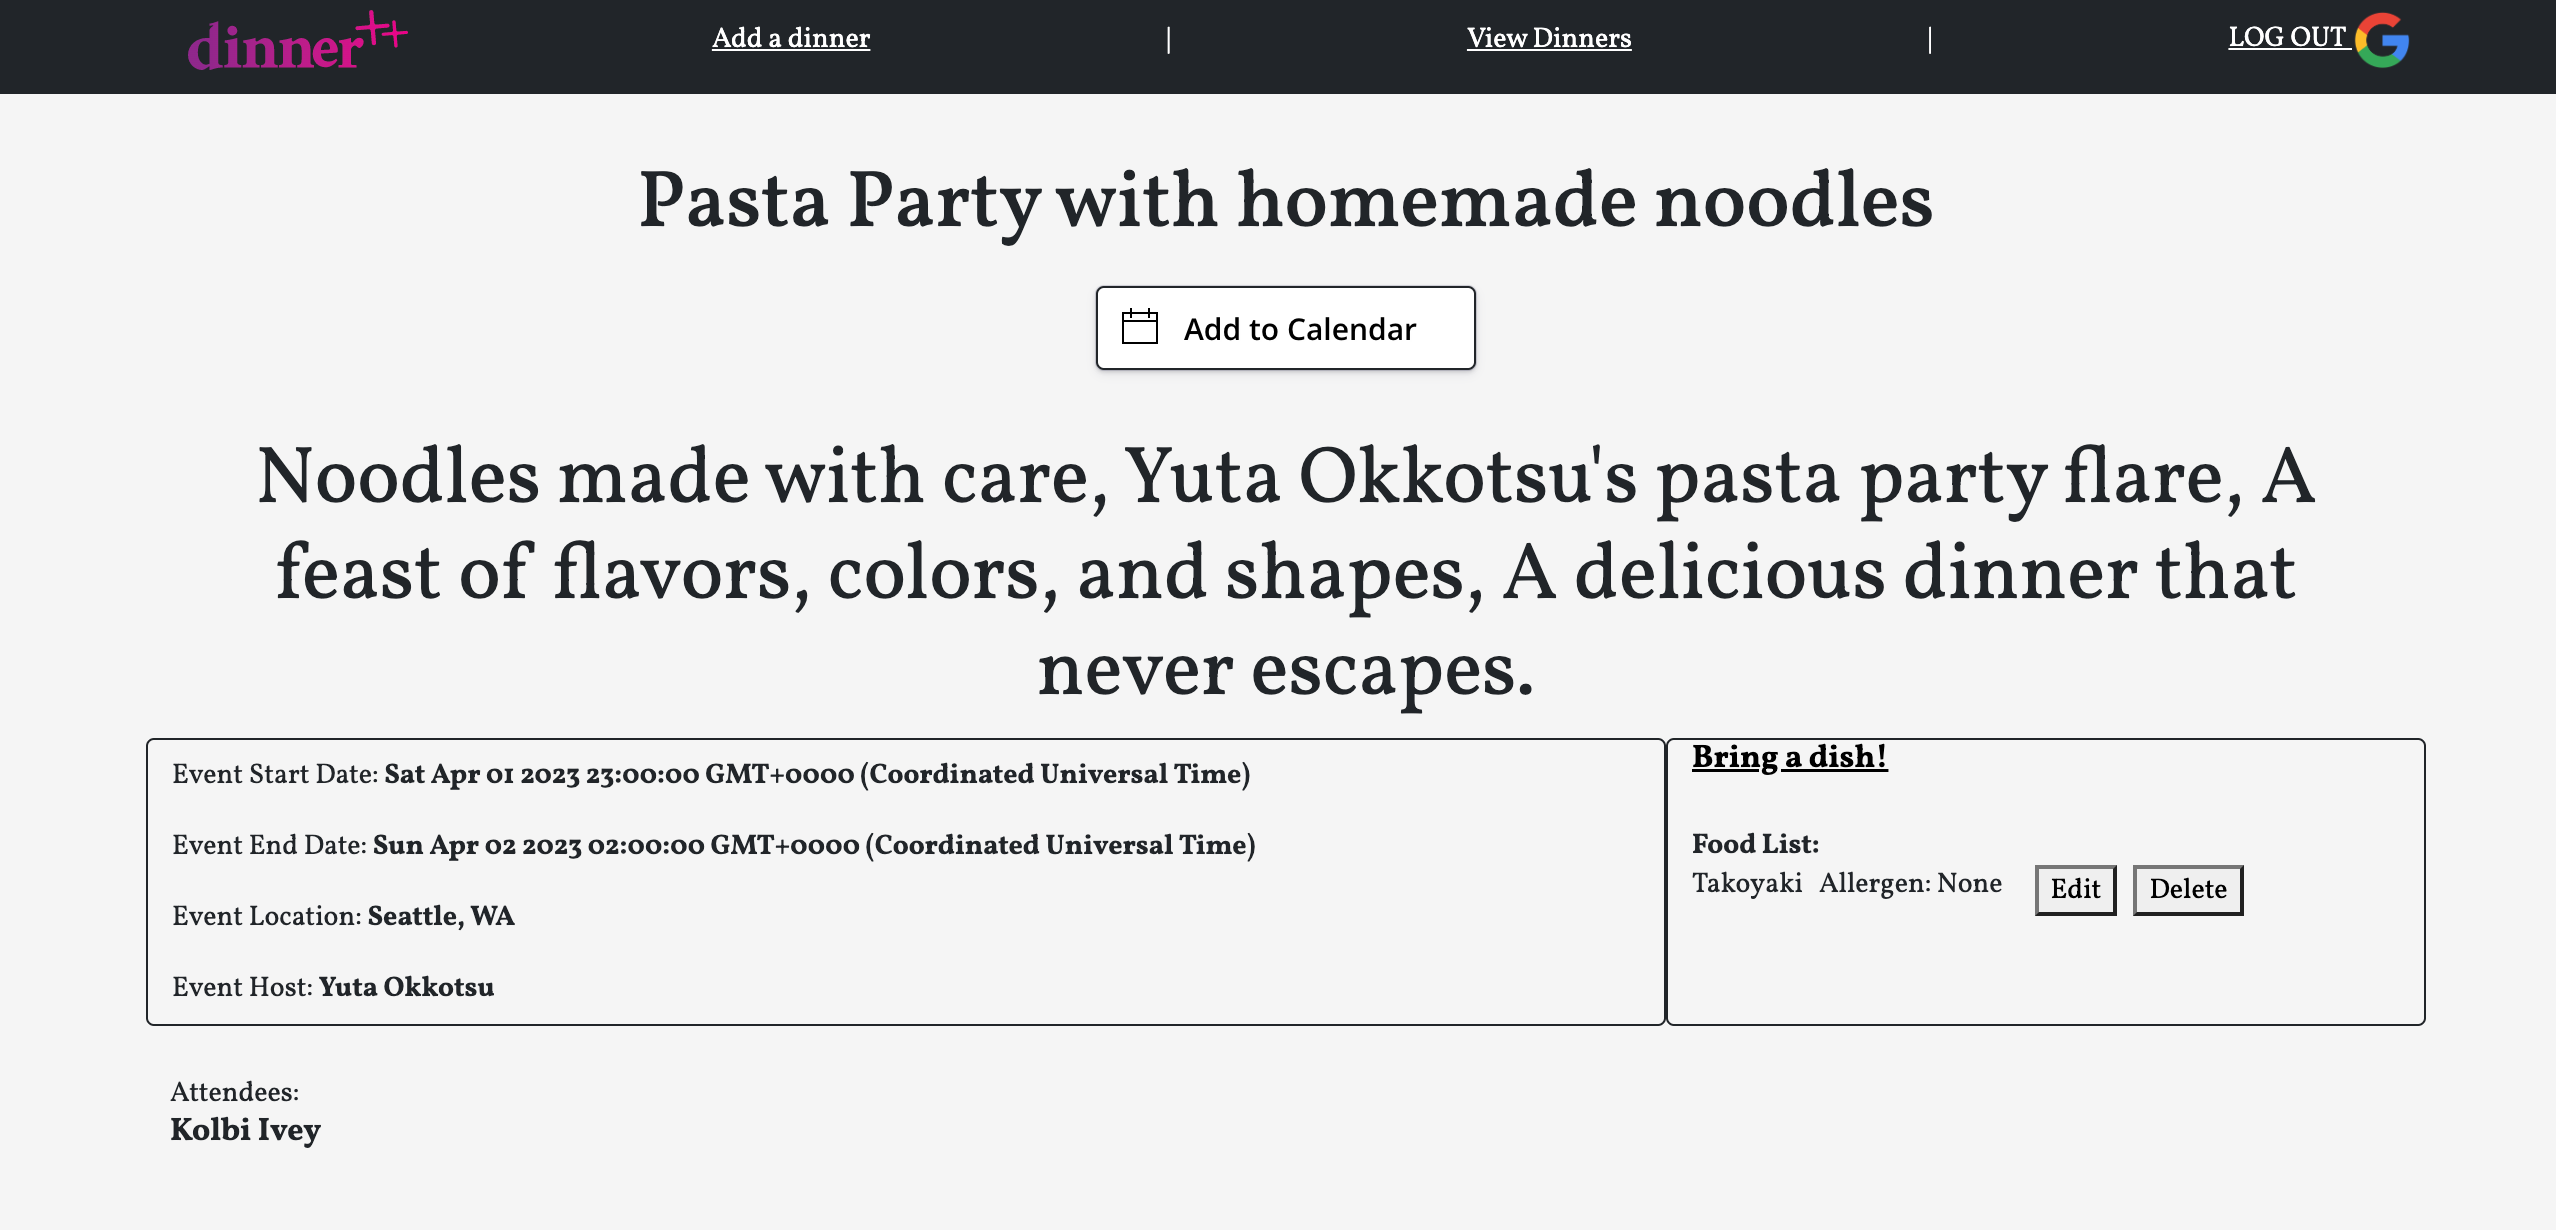 dinner++
Add a dinner | View Dinners | LOG OUT
Pasta Party with homemade noodles
Add to Calendar
Noodles made with care, Yuta Okkotsu's pasta party flare, A
feast of flavors, colors, and shapes, A delicious dinner that
never escapes.
Event Start Date: Sat Apr 01 2023 23:00:00 GMT+0000 (Coordinated Universal Time)
Event End Date: Sun Apr 02 2023 02:00:00 GMT+0000 (Coordinated Universal Time)
Event Location: Seattle, WA
Event Host: Yuta Okkotsu
Bring a dish!
Food List:
Takoyaki Allergen: None Edit Delete
Attendees:
Kolbi Ivey